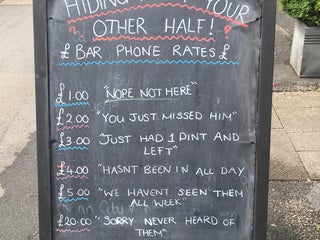 HIDING YOUR
? OTHER HALF! ?
£ BAR PHONE RATES £
£1.00 "NOPE NOT HERE"
£2.00 "YOU JUST MISSED HIM"
£3.00 "JUST HAD 1 PINT AND
LEFT"
£4.00 "HASNT BEEN IN ALL DAY
£5.00 "WE HAVENT SEEN THEM
ALL WEEK"
£20.00 "SORRY NEVER HEARD OF
THEM"